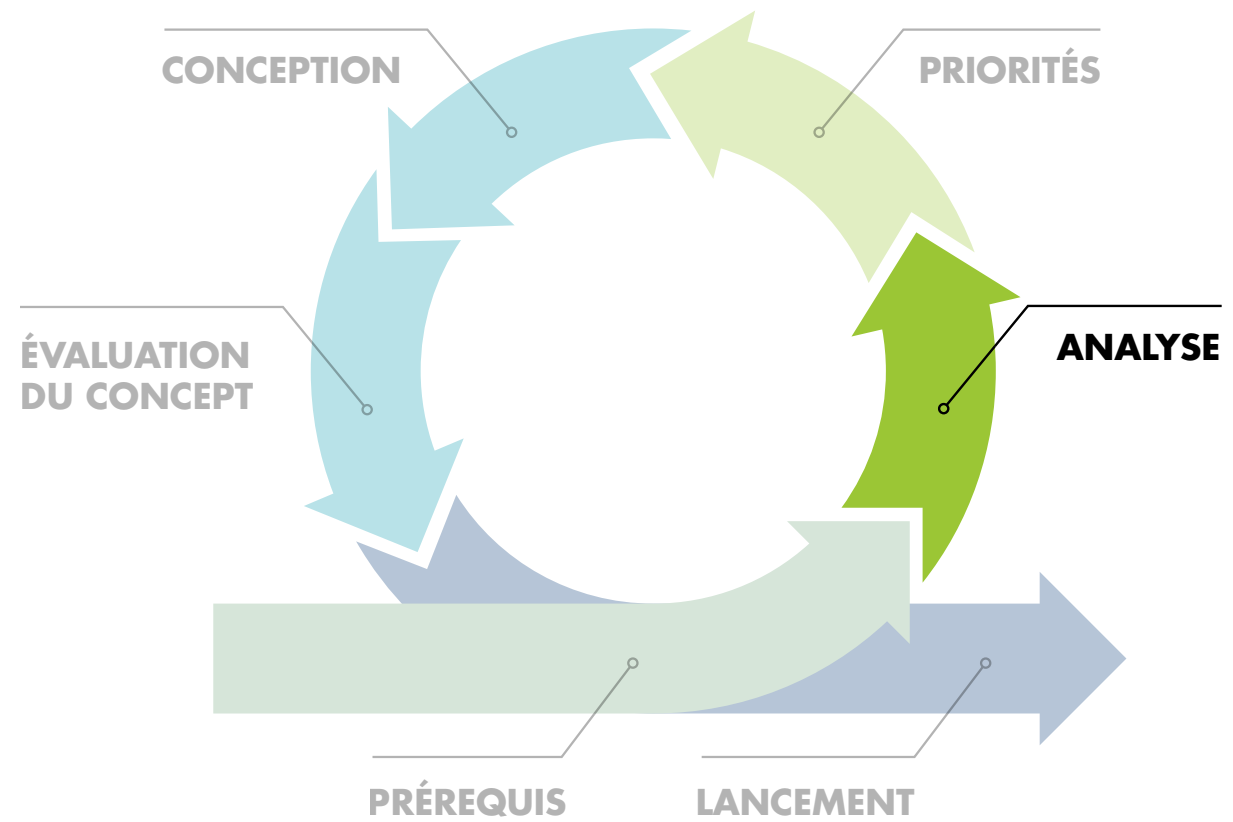 CONCEPTION
PRIORITÉS
ÉVALUATION
DU CONCEPT
ANALYSE
PRÉREQUIS
LANCEMENT